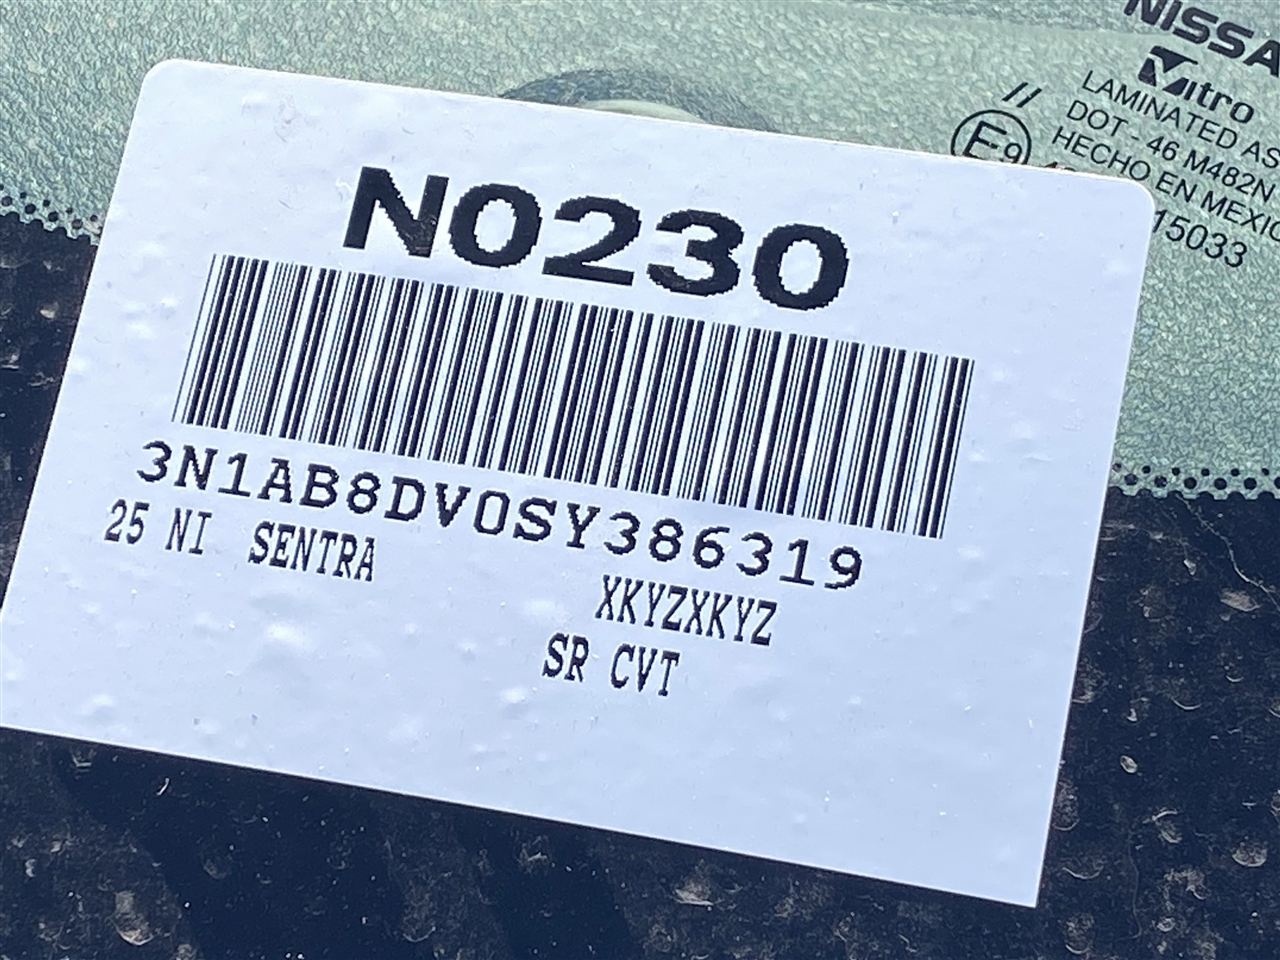 N0230
3N1AB8DV0SY386319
25 NI SENTRA
XKYZXKYZ
SR CVT
NISSA
Vitro
LAMINATED AS
DOT - 46 M482N
HECHO EN MEXIC
E9
15033